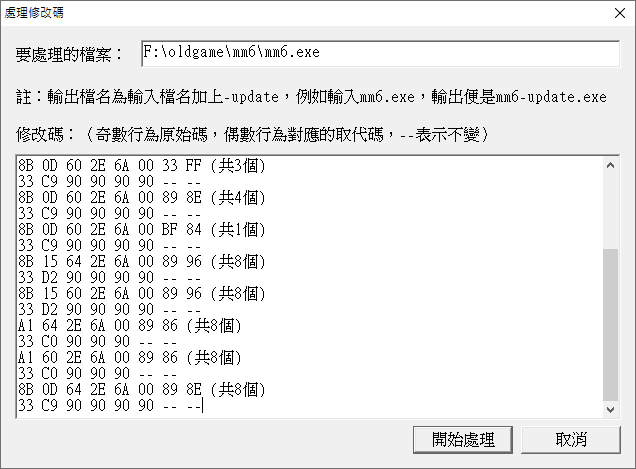 處理修改碼
要處理的檔案： F:\oldgame\mm6\mm6.exe
註：輸出檔名為輸入檔名加上-update，例如輸入mm6.exe，輸出便是mm6-update.exe
修改碼：（奇數行為原始碼，偶數行為對應的取代碼，--表示不變）
8B 0D 60 2E 6A 00 33 FF (共3個)
33 C9 90 90 90 90 -- --
8B 0D 60 2E 6A 00 89 8E (共4個)
33 C9 90 90 90 90 -- --
8B 0D 60 2E 6A 00 BF 84 (共1個)
33 C9 90 90 90 90 -- --
8B 15 64 2E 6A 00 89 96 (共8個)
33 D2 90 90 90 90 -- --
8B 15 60 2E 6A 00 89 96 (共8個)
33 D2 90 90 90 90 -- --
A1 64 2E 6A 00 89 86 (共8個)
33 C0 90 90 90 -- --
A1 60 2E 6A 00 89 86 (共8個)
33 C0 90 90 90 -- --
8B 0D 64 2E 6A 00 89 8E (共8個)
33 C9 90 90 90 90 -- --
開始處理 取消